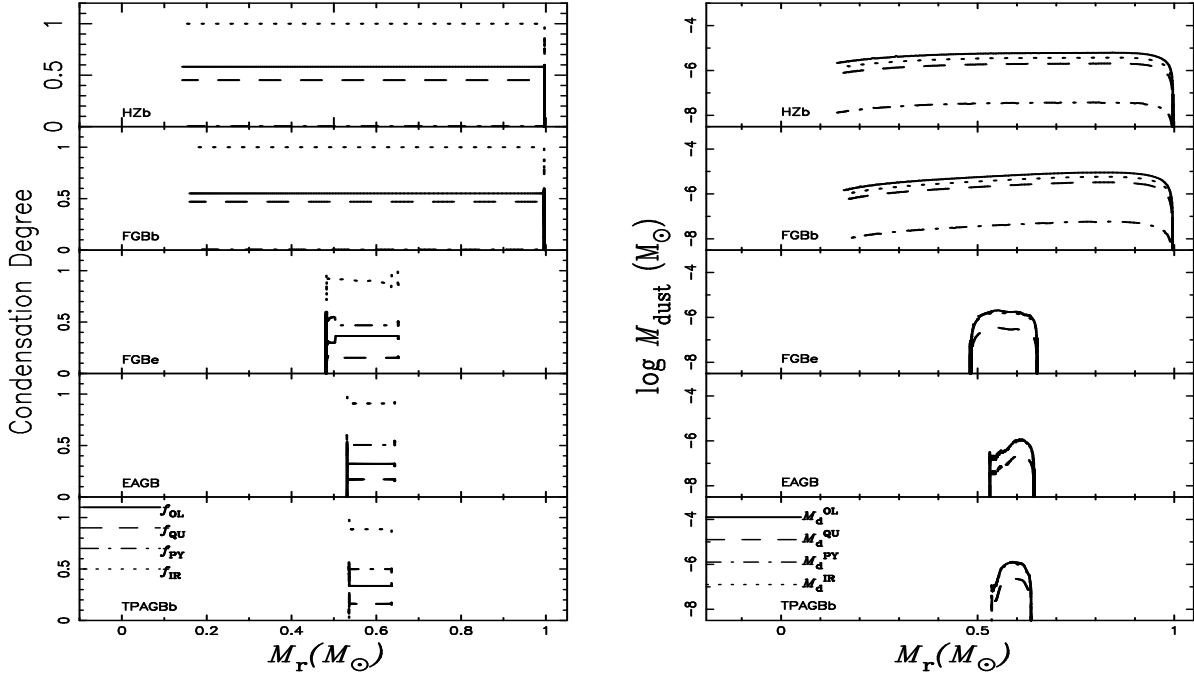 Condensation Degree
0 0.5 1
HZb
0 0.5 1
FGBb
0 0.5 1
FGBe
0 0.5 1
EAGB
0 0.5 1
f_OL
f_QU
f_PY
f_IR
TPAGBb
0 0.2 0.4 0.6 0.8 1
M_r(M_⊙)
log M_dust (M_⊙)
-8 -6 -4
HZb
-8 -6 -4
FGBb
-8 -6 -4
FGBe
-8 -6 -4
EAGB
-8 -6 -4
M_d^OL
M_d^QU
M_d^PY
M_d^IR
TPAGBb
0 0.5 1
M_r(M_⊙)